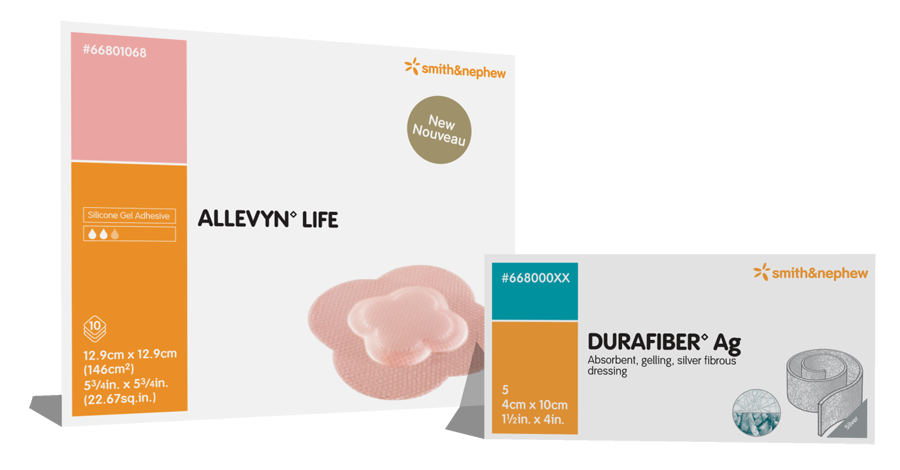 #66801068
smith&nephew
New
Nouveau
Silicone Gel Adhesive
ALLEVYN◇ LIFE
10
12.9cm x 12.9cm
(146cm²)
5¾in. x 5¾in.
(22.67sq.in.)
#668000XX
smith&nephew
DURAFIBER◇ Ag
Absorbent, gelling, silver fibrous
dressing
5
4cm x 10cm
1½in. x 4in.
Silver